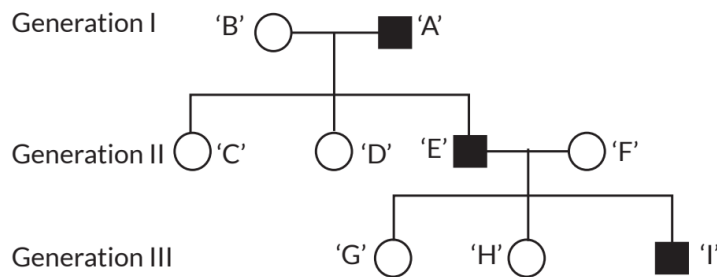 Generation I 'B' 'A'
Generation II 'C' 'D' 'E' 'F'
Generation III 'G' 'H' 'I'